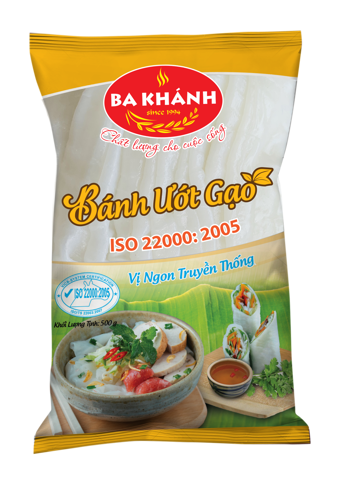 BA KHÁNH
since 1994
Chất lượng cho cuộc sống
Bánh Ướt Gạo
ISO 22000: 2005
Vị Ngon Truyền Thống
ISO 22000:2005
Khối Lượng Tịnh: 500 g